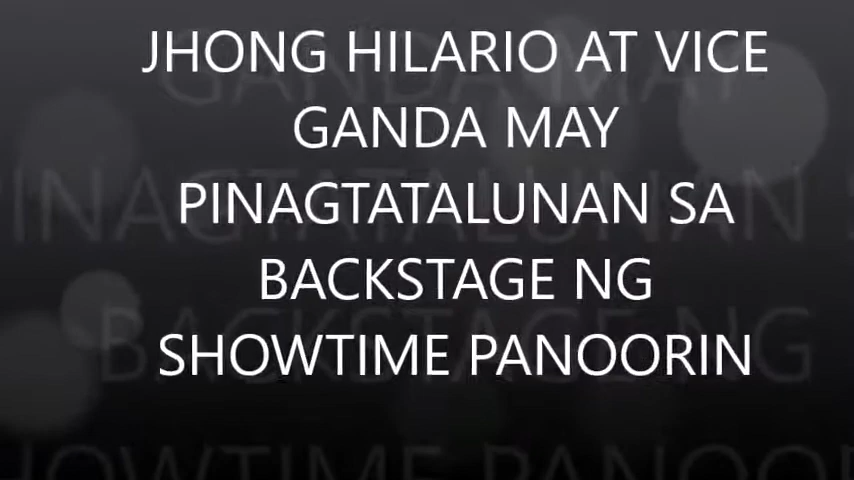 JHONG HILARIO AT VICE
GANDA MAY
PINAGTATALUNAN SA
BACKSTAGE NG
SHOWTIME PANOORIN